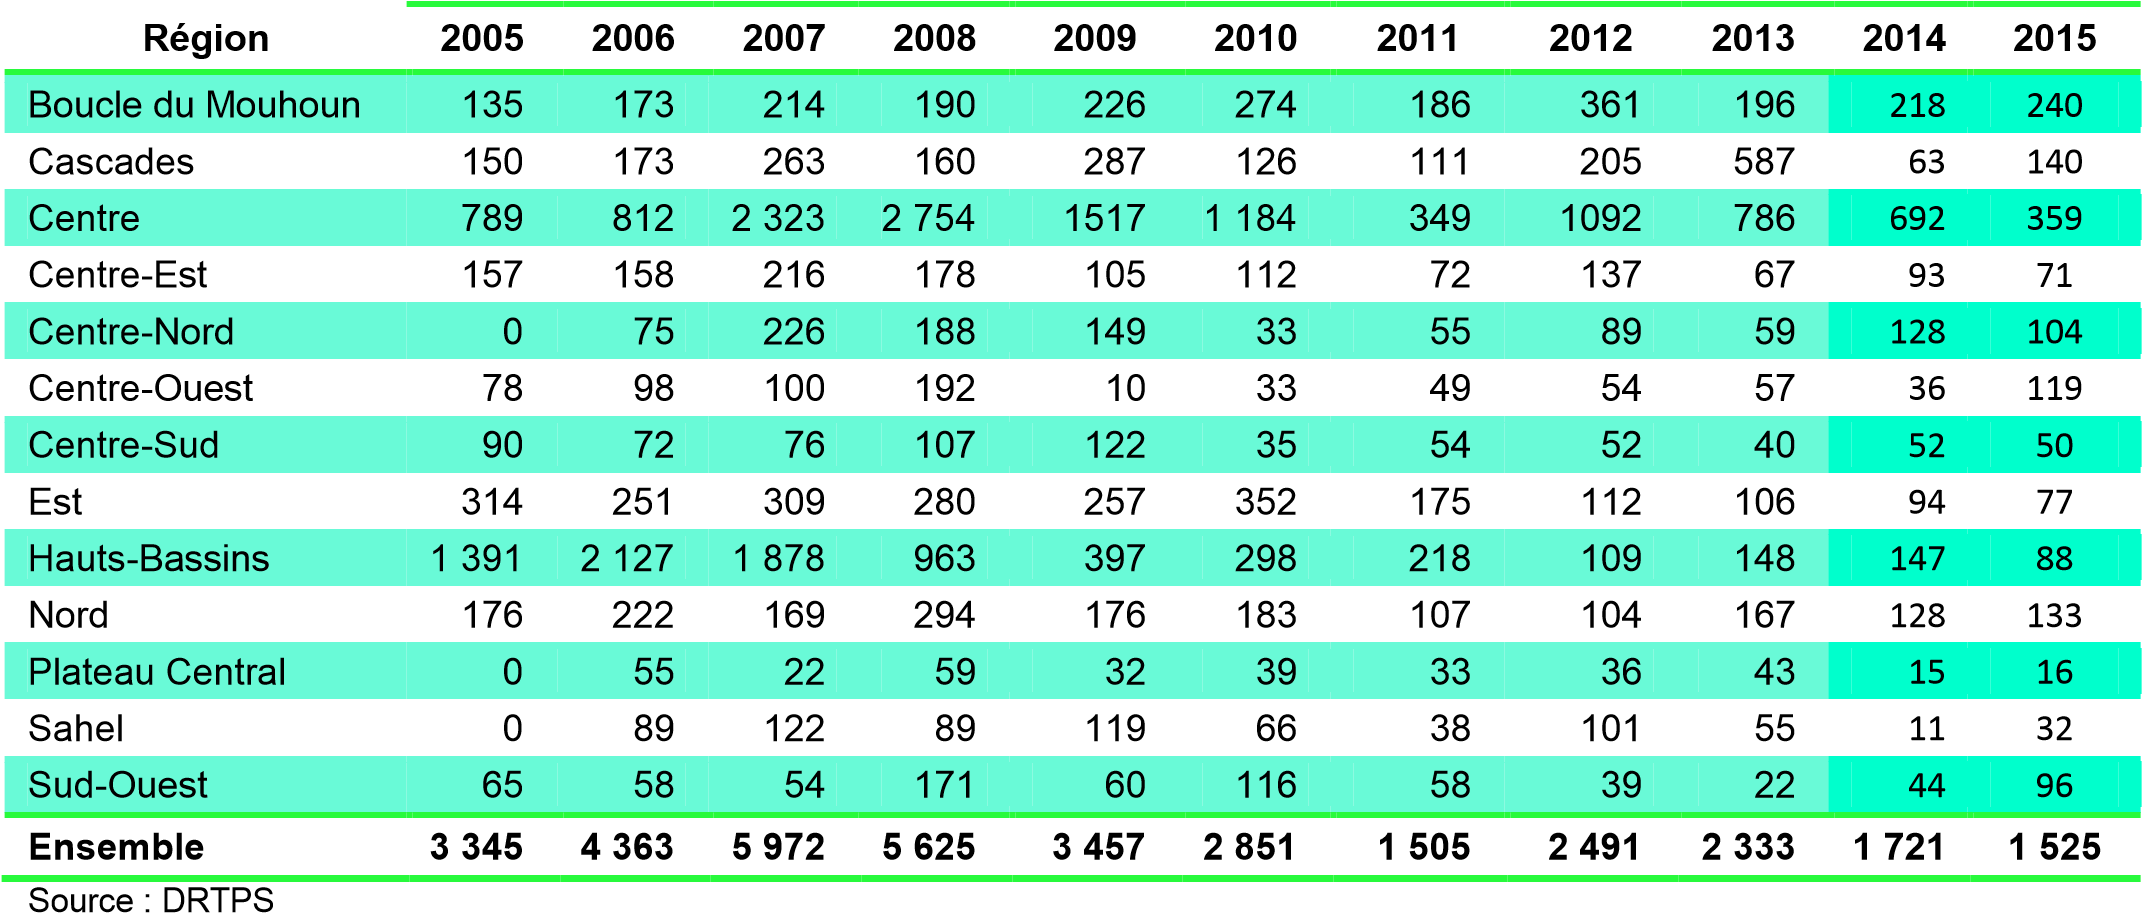 Région 2005 2006 2007 2008 2009 2010 2011 2012 2013 2014 2015
Boucle du Mouhoun 135 173 214 190 226 274 186 361 196 218 240
Cascades 150 173 263 160 287 126 111 205 587 63 140
Centre 789 812 2 323 2 754 1517 1 184 349 1092 786 692 359
Centre-Est 157 158 216 178 105 112 72 137 67 93 71
Centre-Nord 0 75 226 188 149 33 55 89 59 128 104
Centre-Ouest 78 98 100 192 10 33 49 54 57 36 119
Centre-Sud 90 72 76 107 122 35 54 52 40 52 50
Est 314 251 309 280 257 352 175 112 106 94 77
Hauts-Bassins 1 391 2 127 1 878 963 397 298 218 109 148 147 88
Nord 176 222 169 294 176 183 107 104 167 128 133
Plateau Central 0 55 22 59 32 39 33 36 43 15 16
Sahel 0 89 122 89 119 66 38 101 55 11 32
Sud-Ouest 65 58 54 171 60 116 58 39 22 44 96
Ensemble 3 345 4 363 5 972 5 625 3 457 2 851 1 505 2 491 2 333 1 721 1 525
Source : DRTPS